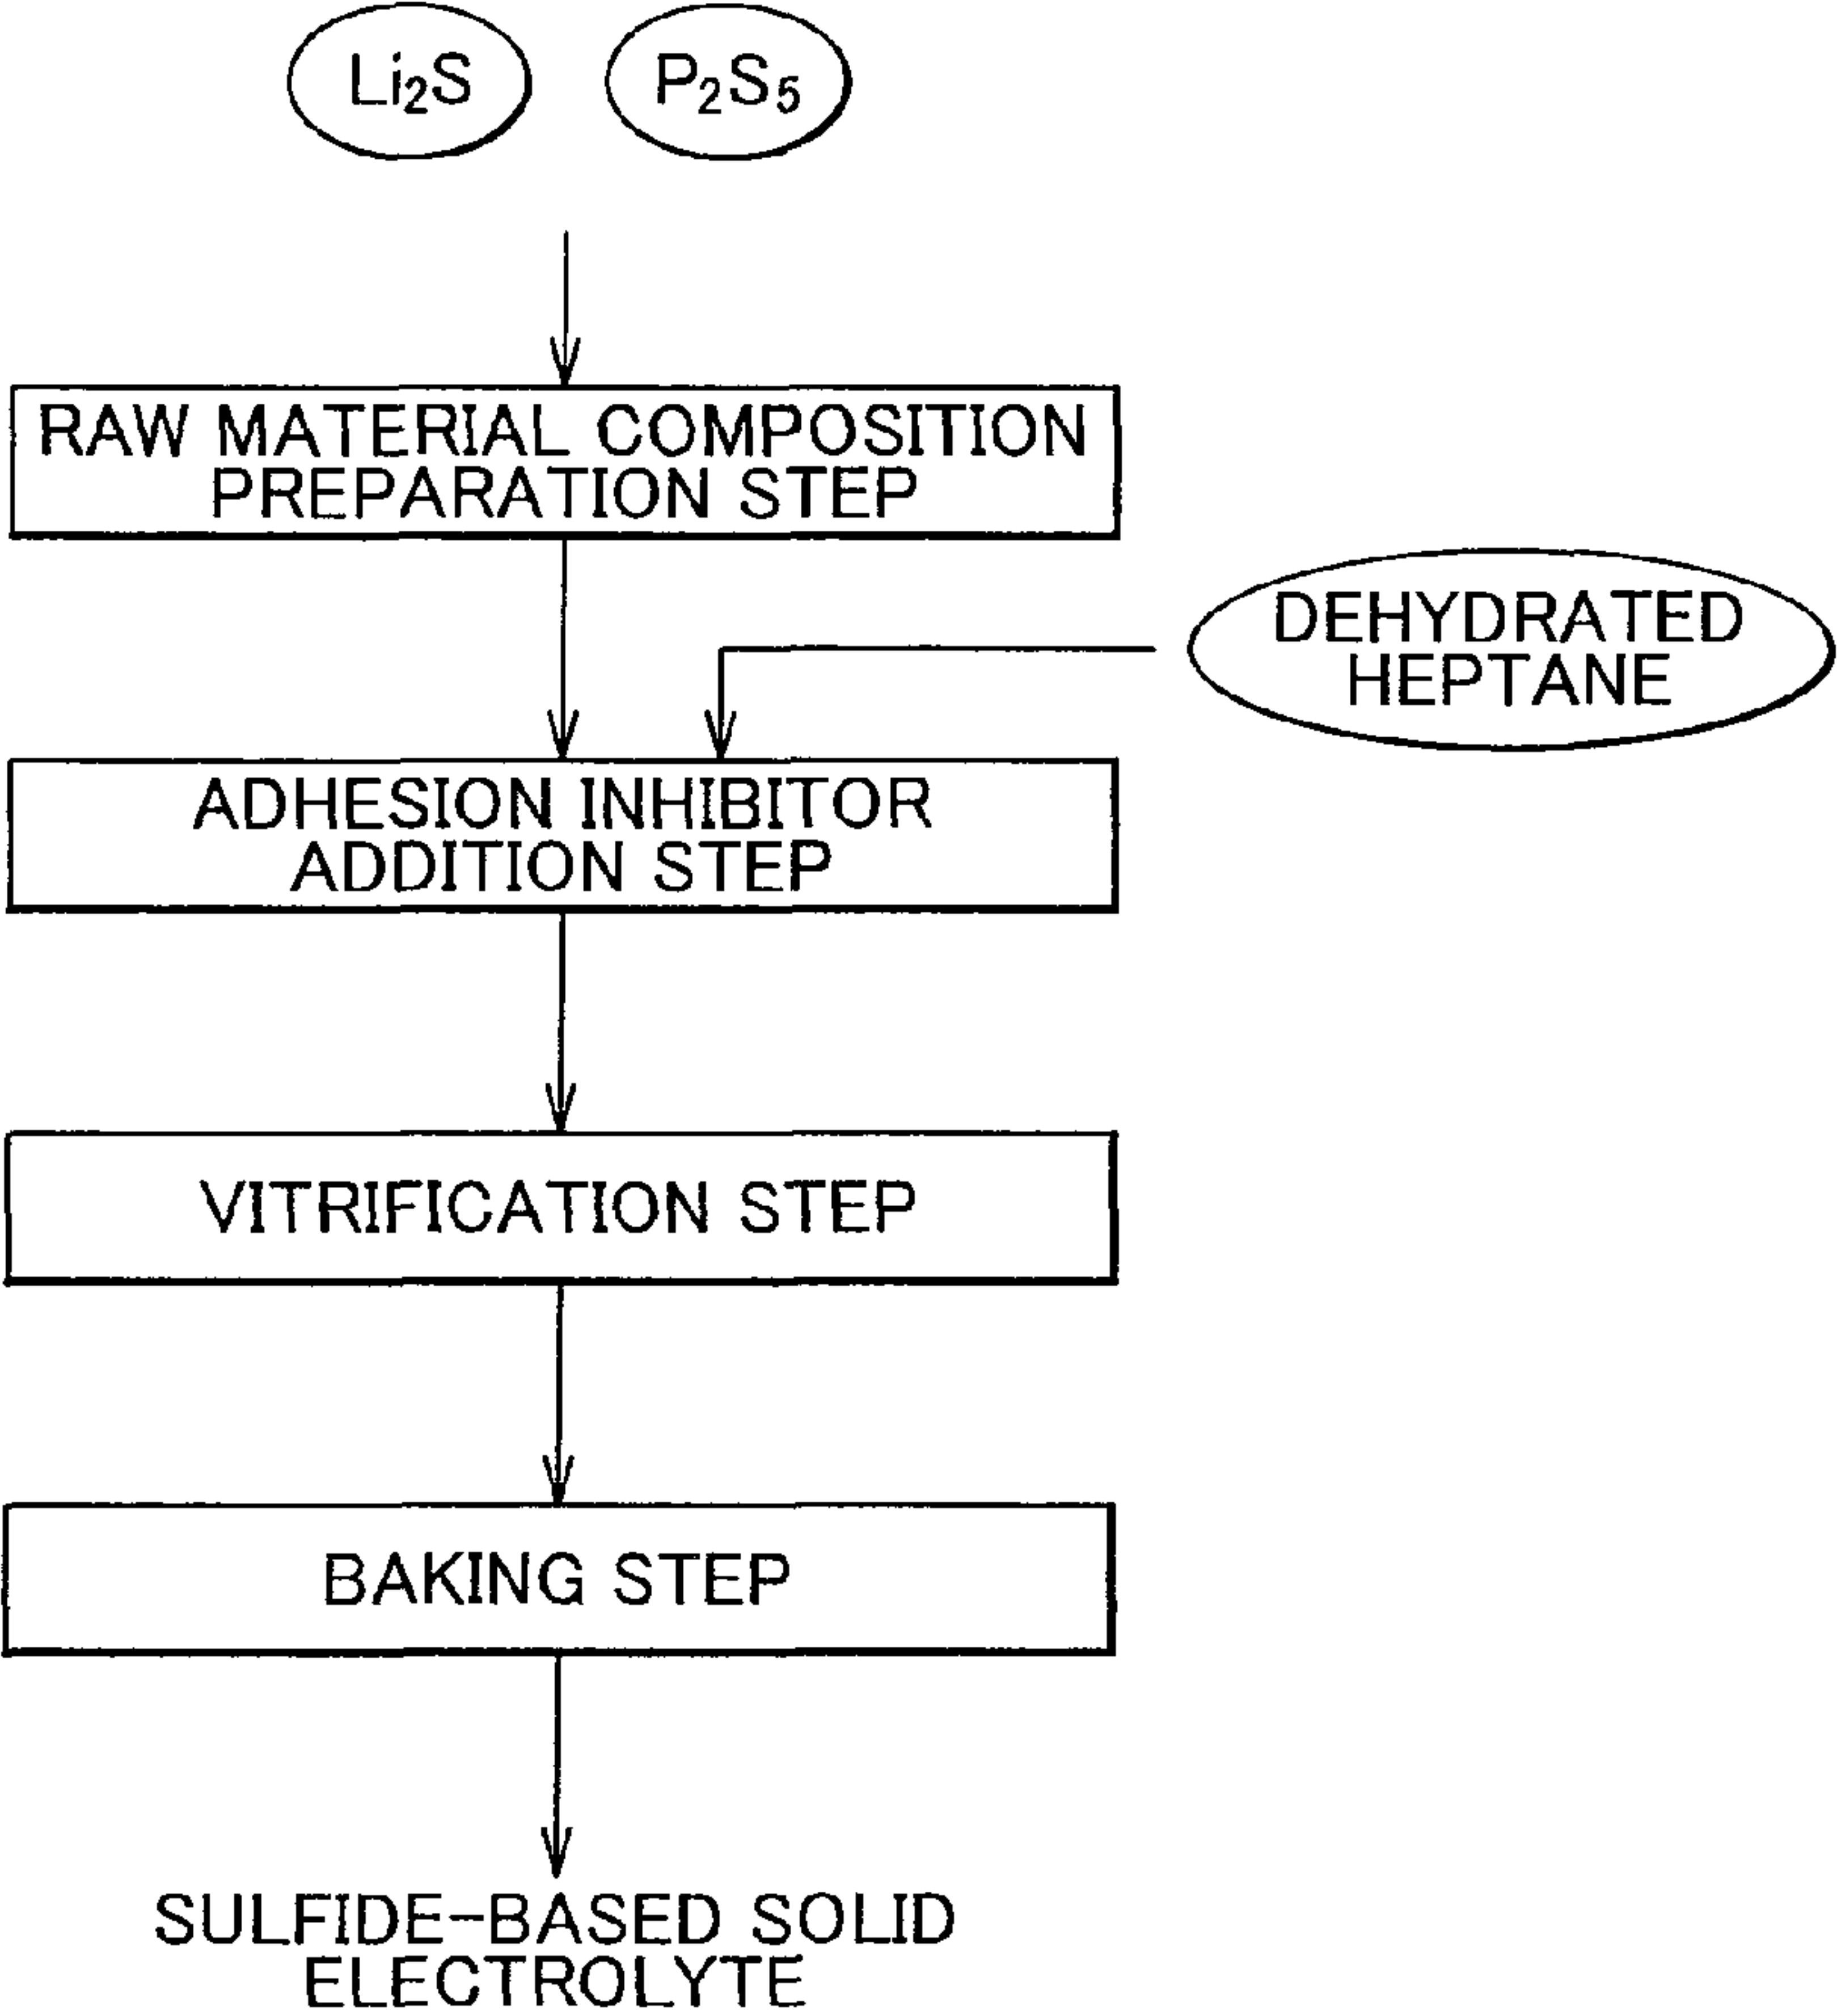 Li₂S
P₂S₅
RAW MATERIAL COMPOSITION
PREPARATION STEP
DEHYDRATED
HEPTANE
ADHESION INHIBITOR
ADDITION STEP
VITRIFICATION STEP
BAKING STEP
SULFIDE-BASED SOLID
ELECTROLYTE